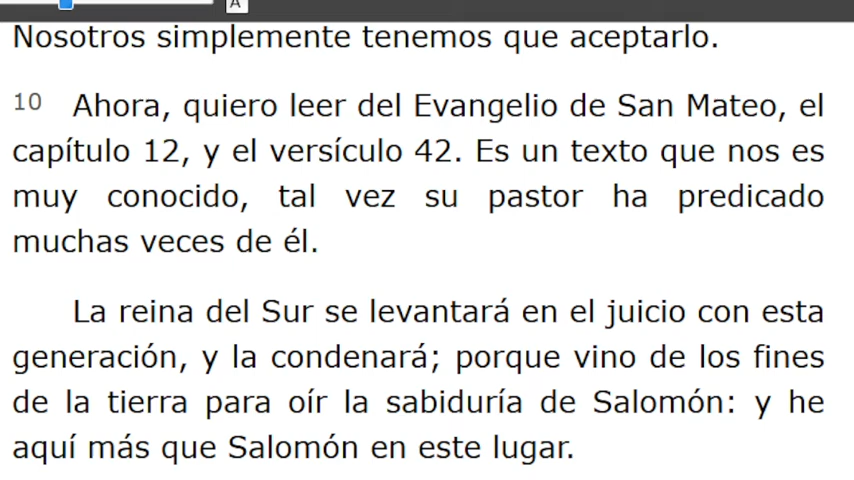 A
Nosotros simplemente tenemos que aceptarlo.
10 Ahora, quiero leer del Evangelio de San Mateo, el
capítulo 12, y el versículo 42. Es un texto que nos es
muy conocido, tal vez su pastor ha predicado
muchas veces de él.
La reina del Sur se levantará en el juicio con esta
generación, y la condenará; porque vino de los fines
de la tierra para oír la sabiduría de Salomón: y he
aquí más que Salomón en este lugar.